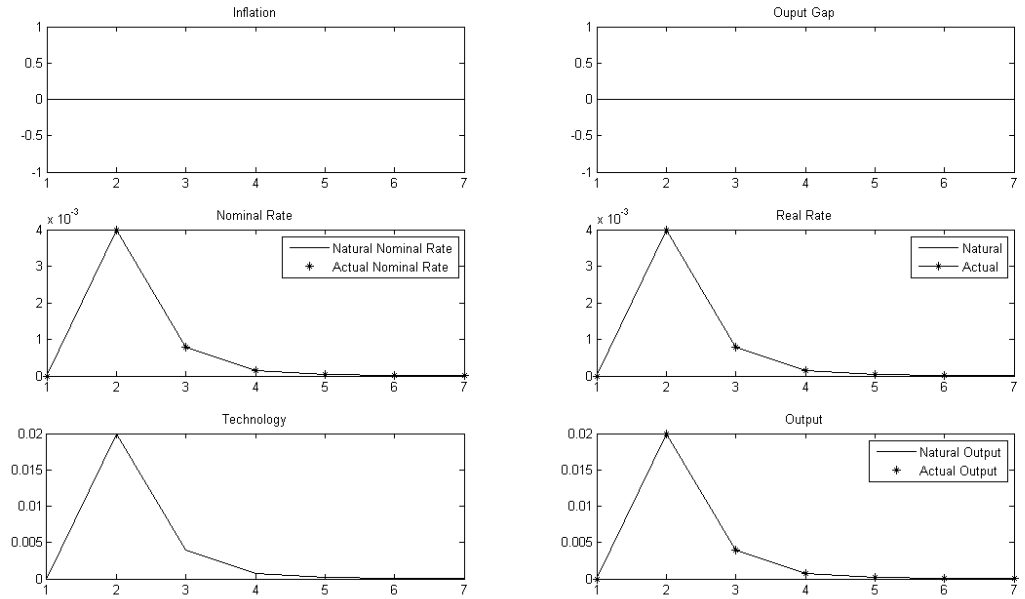 Inflation
1
0.5
0
-0.5
-1
1 2 3 4 5 6 7
Ouput Gap
1
0.5
0
-0.5
-1
1 2 3 4 5 6 7
Nominal Rate
x 10^-3
4
3
2
1
0
1 2 3 4 5 6 7
Natural Nominal Rate
Actual Nominal Rate
Real Rate
x 10^-3
4
3
2
1
0
1 2 3 4 5 6 7
Natural
Actual
Technology
0.02
0.015
0.01
0.005
0
1 2 3 4 5 6 7
Output
0.02
0.015
0.01
0.005
0
1 2 3 4 5 6 7
Natural Output
Actual Output